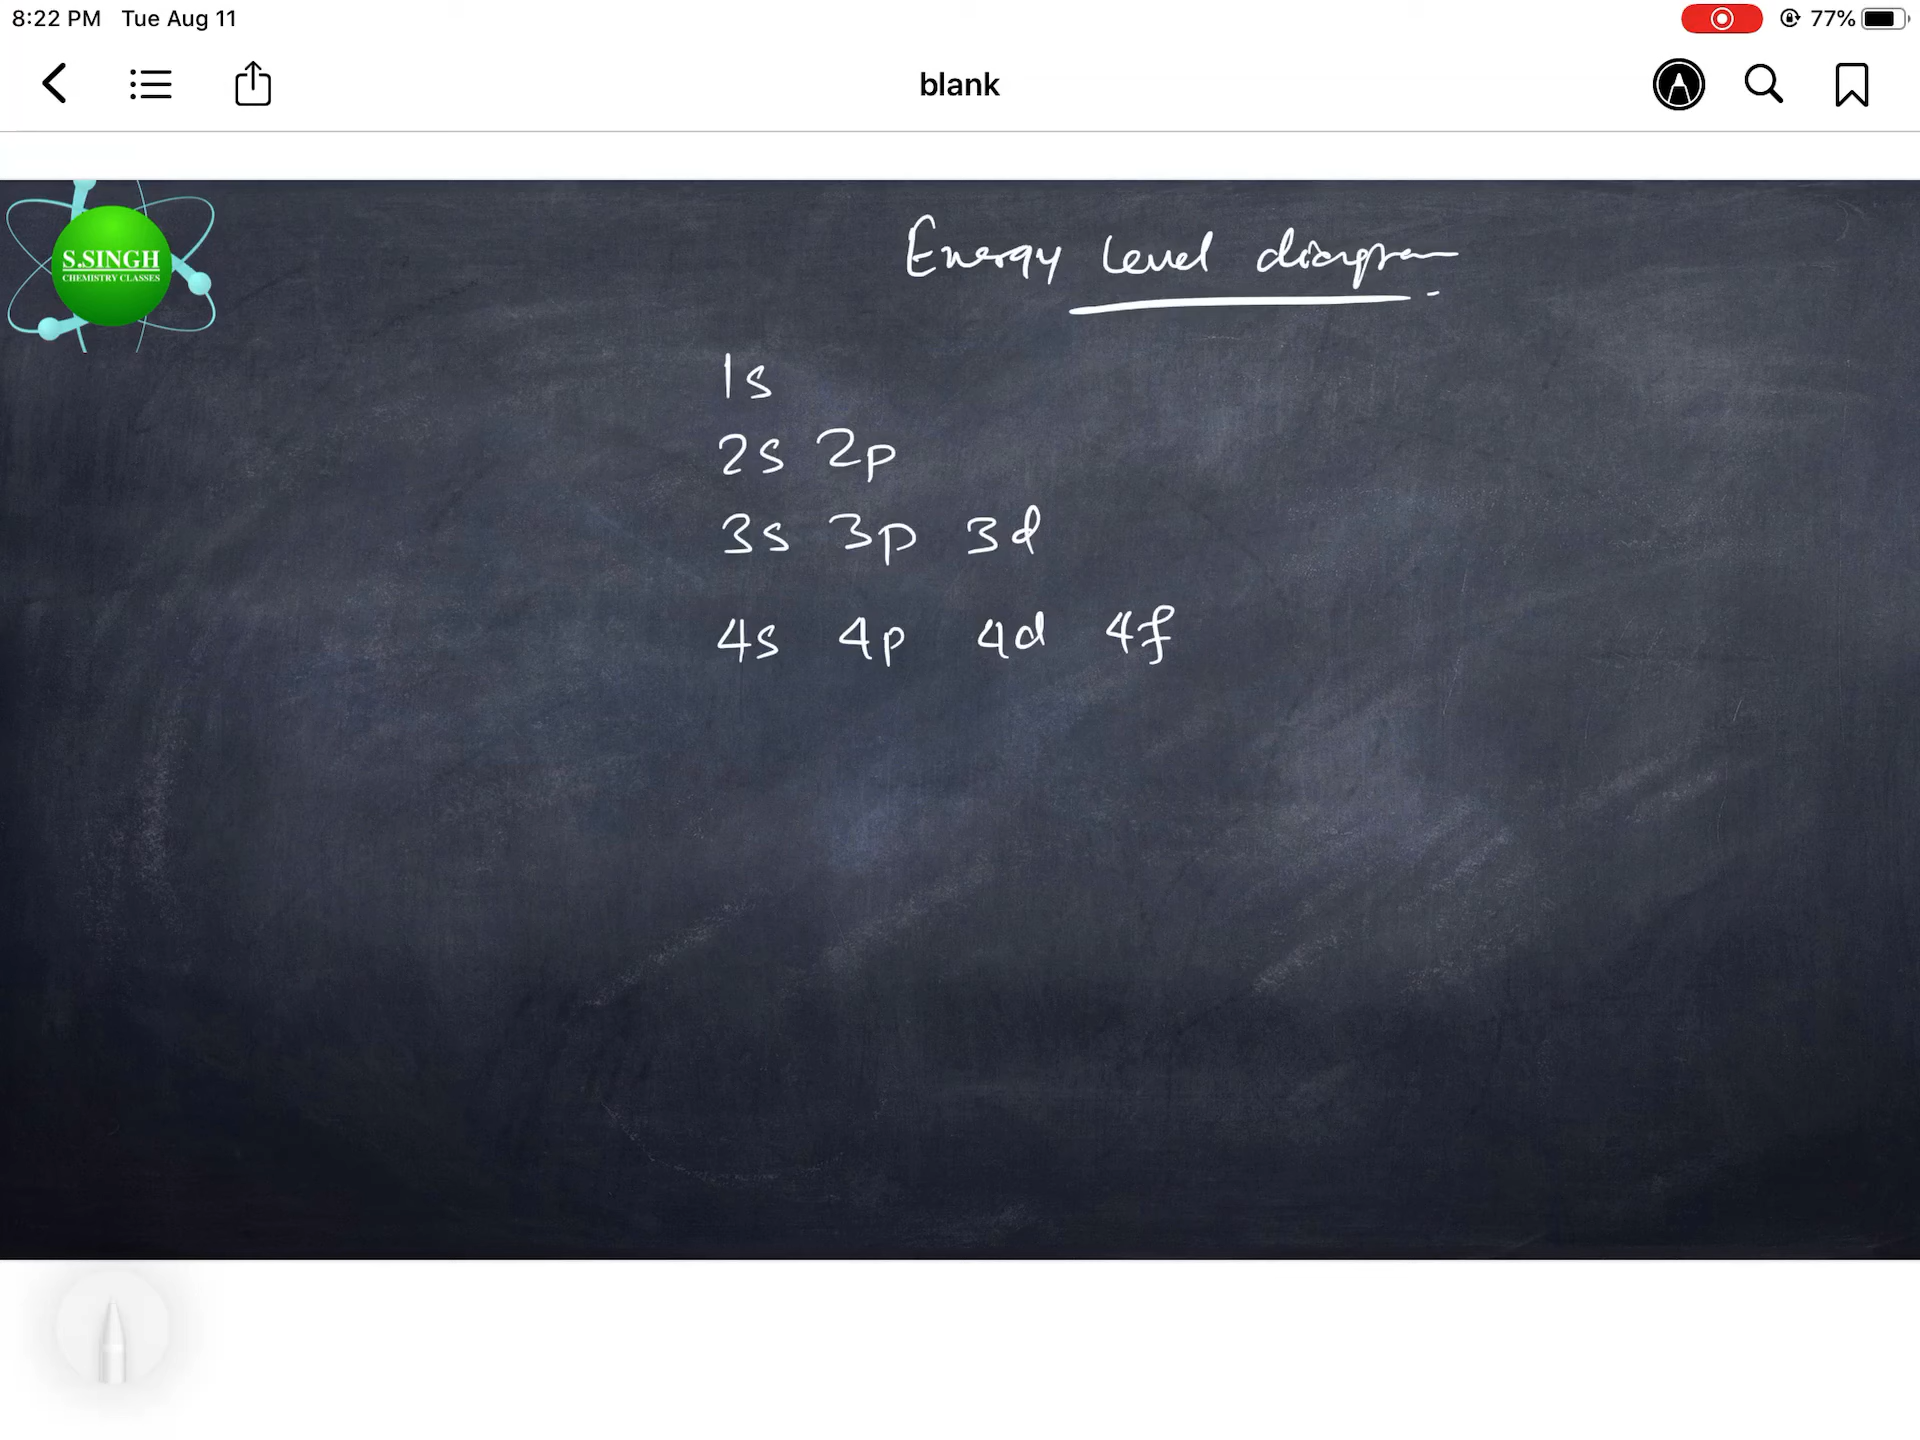 8:22 PM Tue Aug 11
77%
blank
S.SINGH
CHEMISTRY CLASSES
Energy Level diagram
1s
2s 2p
3s 3p 3d
4s 4p 4d 4f